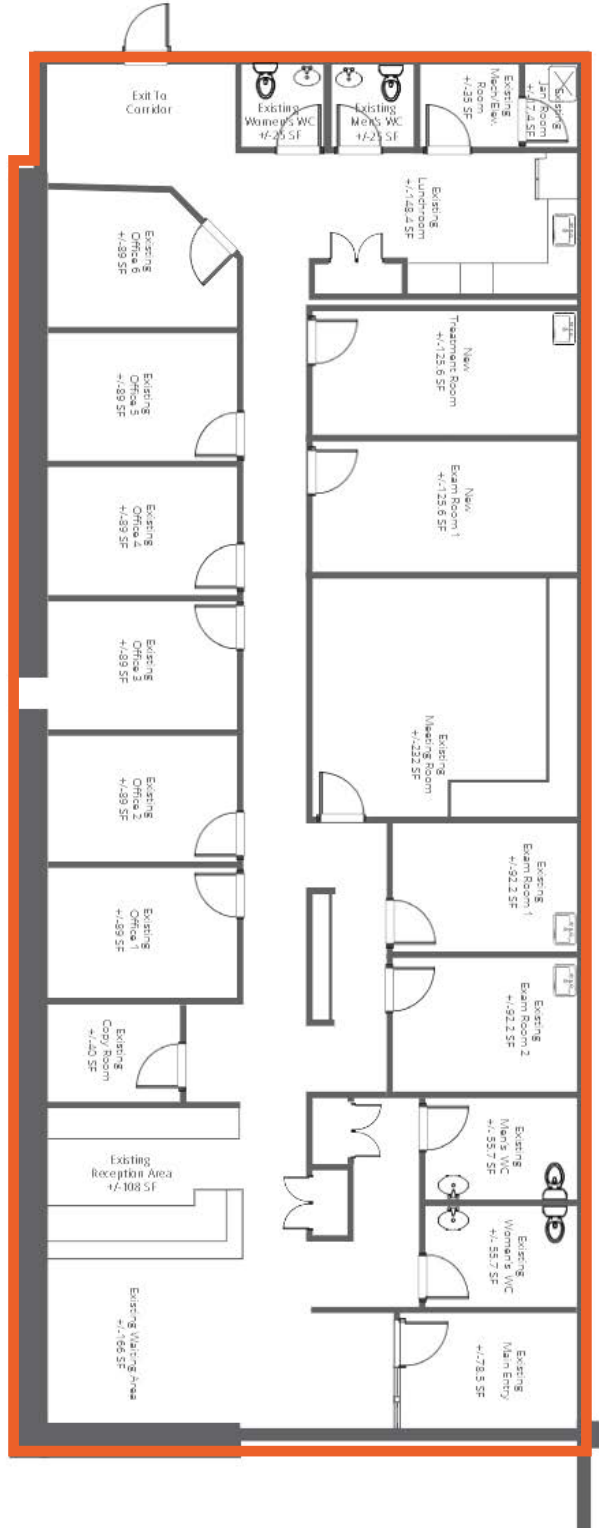 Exit To
Corridor
Existing
Women's WC
+/-25 SF
Existing
Men's WC
+/-25 SF
Existing
Mech/Elev.
Room
+/-35 SF
Existing
Jan. Room
Existing
Lunchroom
+/-148.4 SF
Existing
Office 6
+/-89 SF
New
Treatment Room
+/-125.6 SF
Existing
Office 5
+/-89 SF
New
Exam Room 1
+/-125.6 SF
Existing
Office 4
+/-89 SF
Existing
Office 3
+/-89 SF
Existing
Meeting Room
+/-232 SF
Existing
Office 2
+/-89 SF
Existing
Exam Room 1
+/-92.2 SF
Existing
Office 1
+/-89 SF
Existing
Exam Room 2
+/-92.2 SF
Existing
Copy Room
+/-40 SF
Existing
Men's WC
+/-55.7 SF
Existing
Reception Area
+/-108 SF
Existing
Women's WC
+/-55.7 SF
Existing Waiting Area
+/-166 SF
Existing
Main Entry
+/-78.5 SF